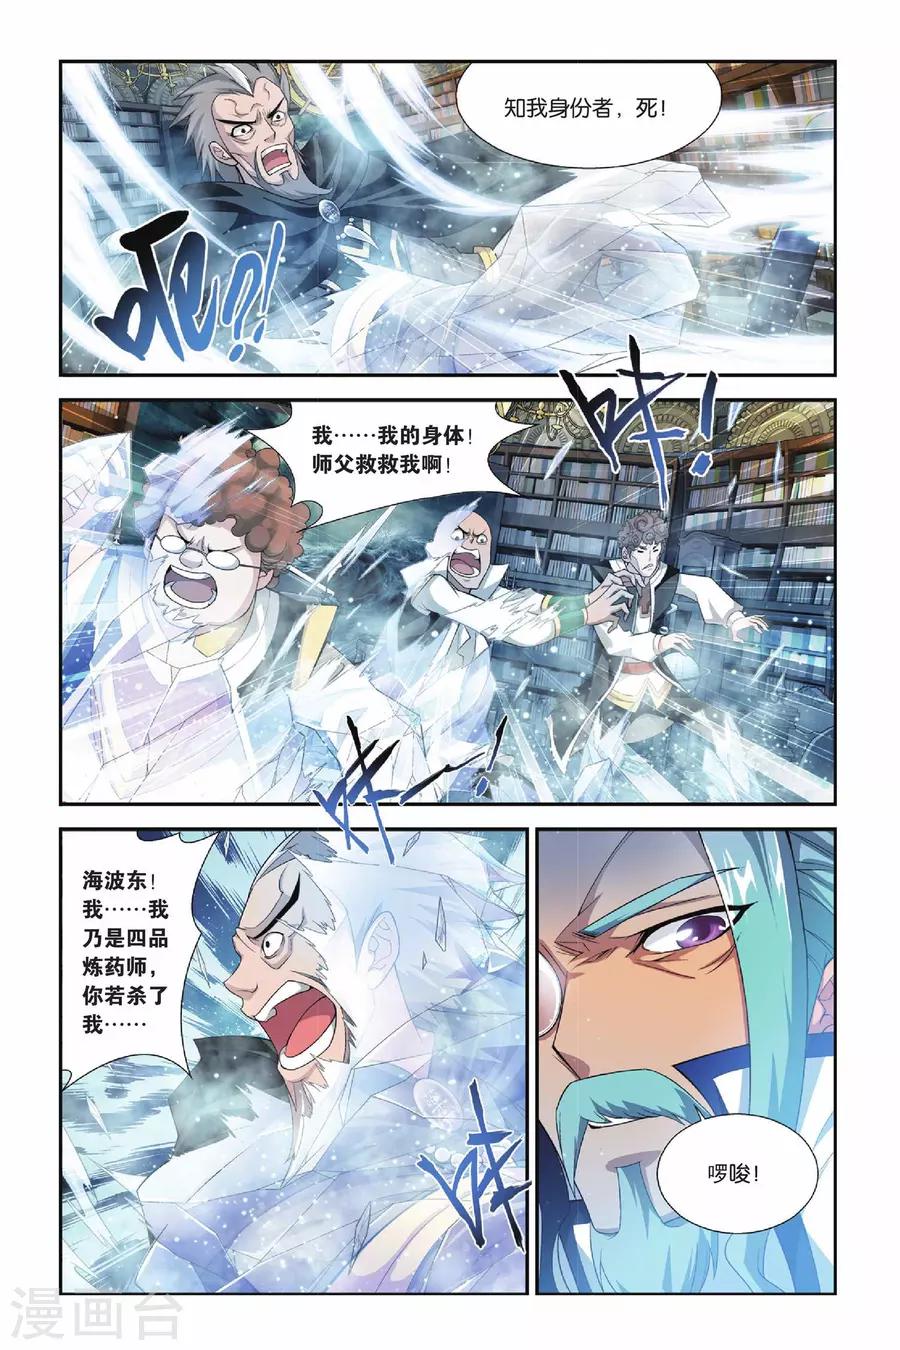 知我身份者，死！
呃？！
咔！
我……我的身体！
师父救救我啊！
咔—！
海波东！
我……我
乃是四品
炼药师，
你若杀了
我……
咔
啰唆！
漫画台